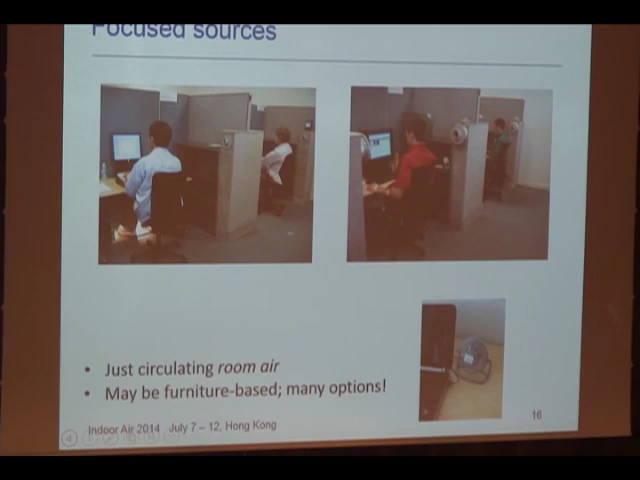 Focused sources
• Just circulating room air
• May be furniture-based; many options!
16
Indoor Air 2014 July 7 – 12, Hong Kong